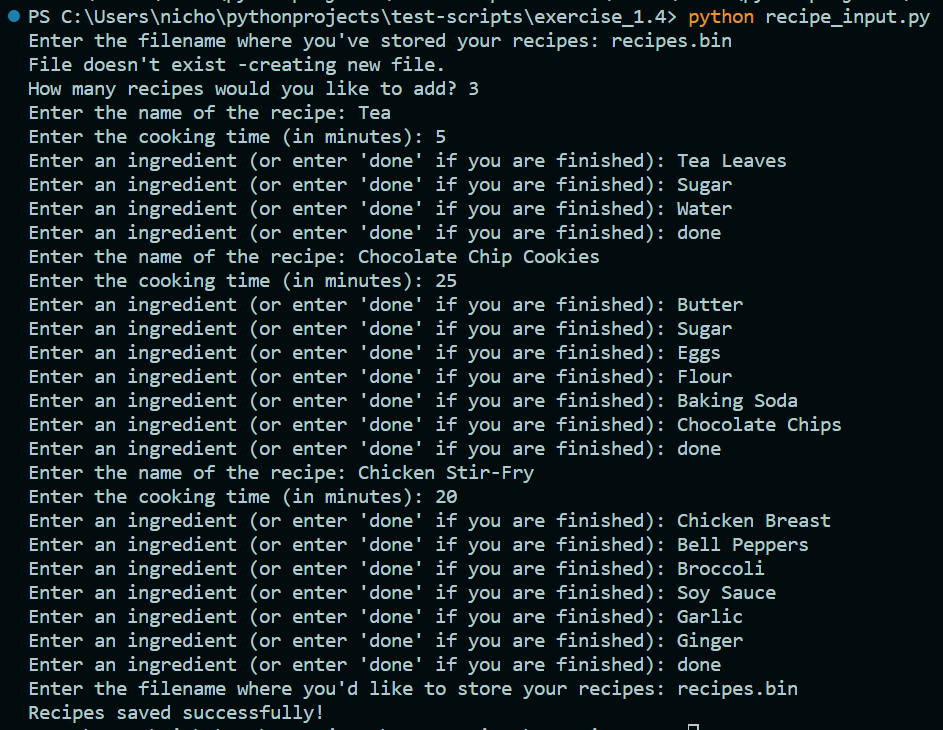 PS C:\Users\nicho\pythonprojects\test-scripts\exercise_1.4> python recipe_input.py
Enter the filename where you've stored your recipes: recipes.bin
File doesn't exist -creating new file.
How many recipes would you like to add? 3
Enter the name of the recipe: Tea
Enter the cooking time (in minutes): 5
Enter an ingredient (or enter 'done' if you are finished): Tea Leaves
Enter an ingredient (or enter 'done' if you are finished): Sugar
Enter an ingredient (or enter 'done' if you are finished): Water
Enter an ingredient (or enter 'done' if you are finished): done
Enter the name of the recipe: Chocolate Chip Cookies
Enter the cooking time (in minutes): 25
Enter an ingredient (or enter 'done' if you are finished): Butter
Enter an ingredient (or enter 'done' if you are finished): Sugar
Enter an ingredient (or enter 'done' if you are finished): Eggs
Enter an ingredient (or enter 'done' if you are finished): Flour
Enter an ingredient (or enter 'done' if you are finished): Baking Soda
Enter an ingredient (or enter 'done' if you are finished): Chocolate Chips
Enter an ingredient (or enter 'done' if you are finished): done
Enter the name of the recipe: Chicken Stir-Fry
Enter the cooking time (in minutes): 20
Enter an ingredient (or enter 'done' if you are finished): Chicken Breast
Enter an ingredient (or enter 'done' if you are finished): Bell Peppers
Enter an ingredient (or enter 'done' if you are finished): Broccoli
Enter an ingredient (or enter 'done' if you are finished): Soy Sauce
Enter an ingredient (or enter 'done' if you are finished): Garlic
Enter an ingredient (or enter 'done' if you are finished): Ginger
Enter an ingredient (or enter 'done' if you are finished): done
Enter the filename where you'd like to store your recipes: recipes.bin
Recipes saved successfully!